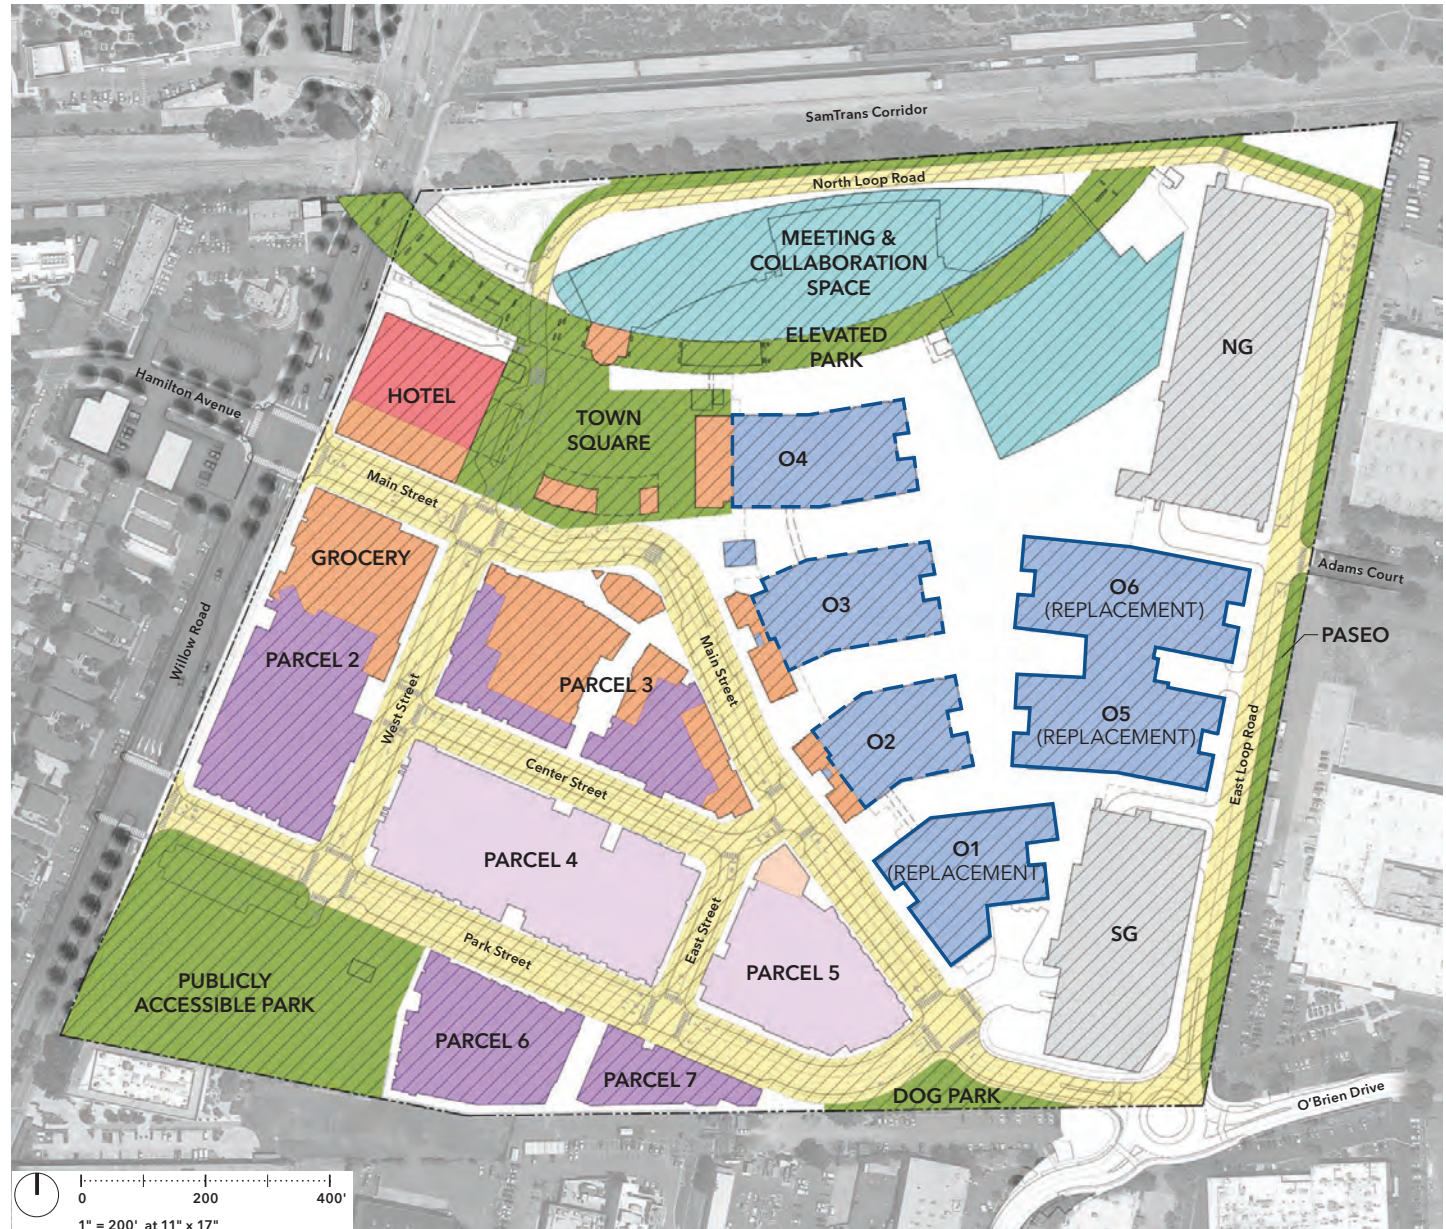 SamTrans Corridor
North Loop Road
MEETING &
COLLABORATION
SPACE
ELEVATED
PARK
NG
Hamilton Avenue
HOTEL
TOWN
SQUARE
O4
Main Street
GROCERY
Adams Court
O6
(REPLACEMENT)
O3
PASEO
Willow Road
PARCEL 2
PARCEL 3
Main Street
West Street
O5
(REPLACEMENT)
O2
Center Street
East Loop Road
PARCEL 4
O1
(REPLACEMENT)
East Street
SG
Park Street
PARCEL 5
PUBLICLY
ACCESSIBLE PARK
PARCEL 6
PARCEL 7
DOG PARK
O'Brien Drive
0 200 400'
1" = 200' at 11" x 17"